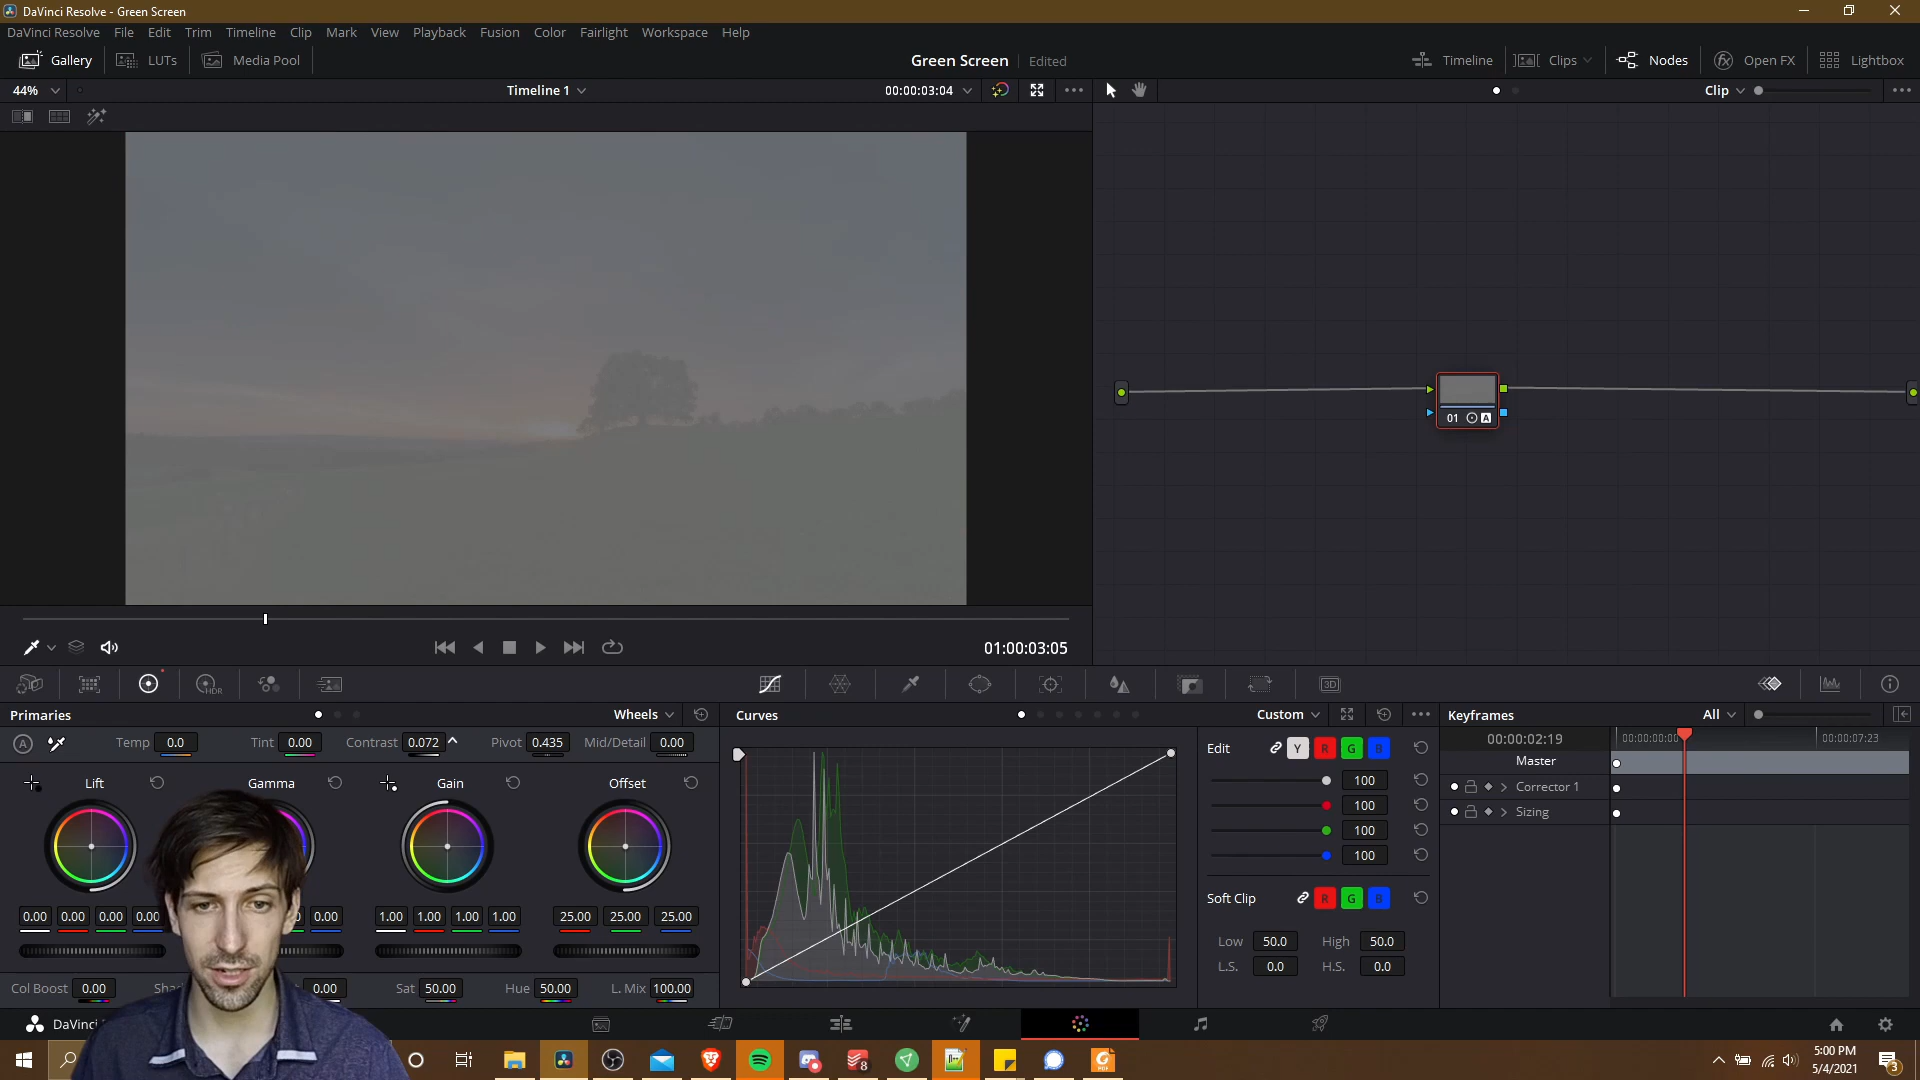 DaVinci Resolve - Green Screen
DaVinci Resolve File Edit Trim Timeline Clip Mark View Playback Fusion Color Fairlight Workspace Help
Gallery LUTs Media Pool Green Screen Edited Timeline Clips Nodes Open FX Lightbox
44% Timeline 1 00:00:03:04 Clip
01
01:00:03:05
HDR 3D
Primaries Wheels Curves Custom Keyframes All
A Temp 0.0 Tint 0.00 Contrast 0.072 Pivot 0.435 Mid/Detail 0.00 Edit Y R G B 00:00:02:19 00:00:00:00 00:00:07:23
Master
Lift Gamma Gain Offset 100 Corrector 1
100 Sizing
100
100
Soft Clip R G B
0.00 0.00 0.00 0.00 0.00 1.00 1.00 1.00 1.00 25.00 25.00 25.00
Low 50.0 High 50.0
L.S. 0.0 H.S. 0.0
Col Boost 0.00 0.00 Sat 50.00 Hue 50.00 L. Mix 100.00
5:00 PM
8 PDF 5/4/2021 3